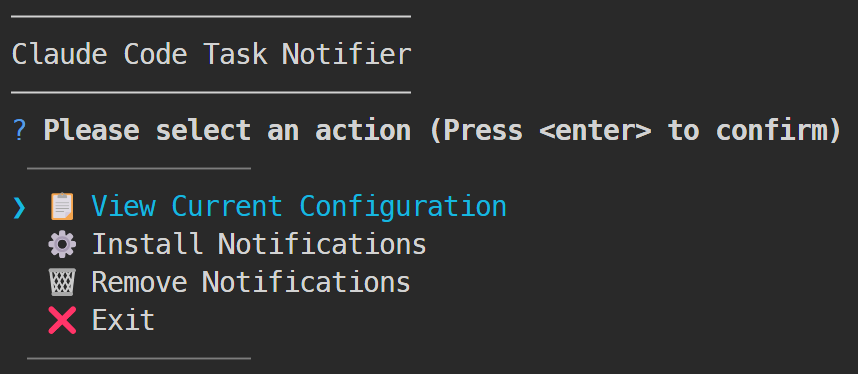 Claude Code Task Notifier
? Please select an action (Press <enter> to confirm)
❯ 📋 View Current Configuration
⚙️ Install Notifications
🗑️ Remove Notifications
❌ Exit